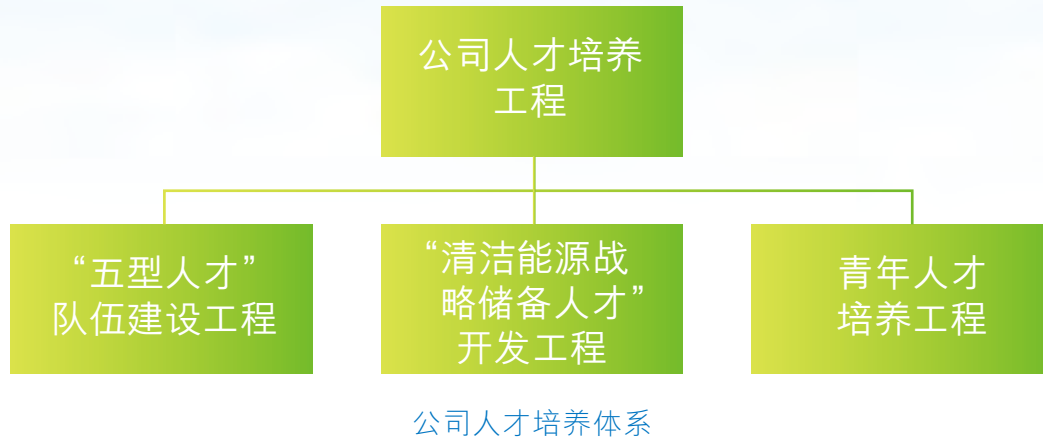 公司人才培养
工程
“五型人才”
队伍建设工程
“清洁能源战
略储备人才”
开发工程
青年人才
培养工程
公司人才培养体系